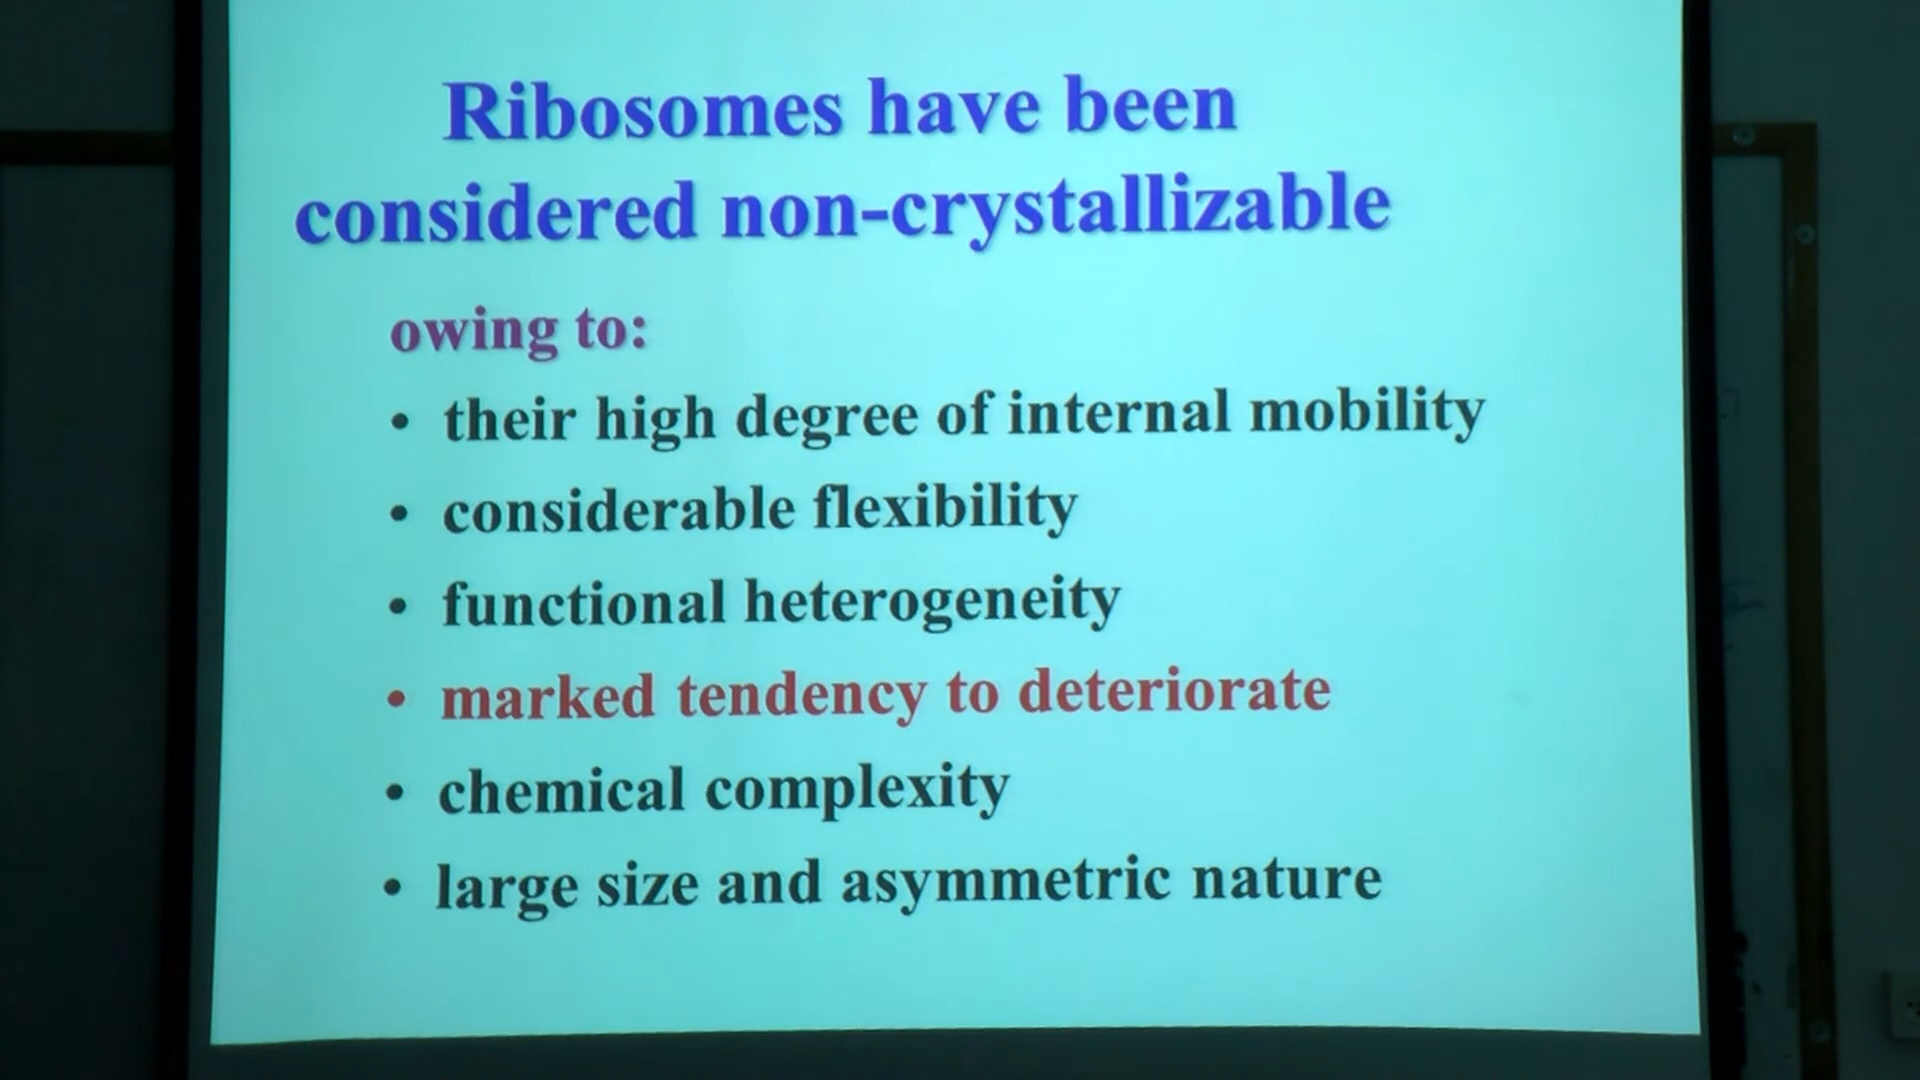 Ribosomes have been
considered non-crystallizable
owing to:
• their high degree of internal mobility
• considerable flexibility
• functional heterogeneity
• marked tendency to deteriorate
• chemical complexity
• large size and asymmetric nature